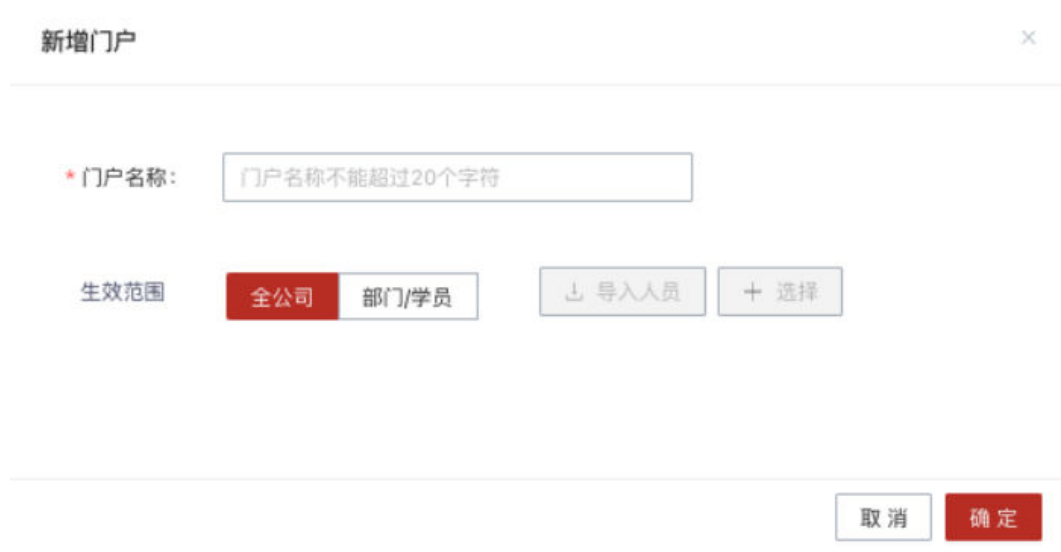 新增门户
* 门户名称：
门户名称不能超过20个字符
生效范围
全公司
部门/学员
导入人员
+ 选择
取 消
确 定